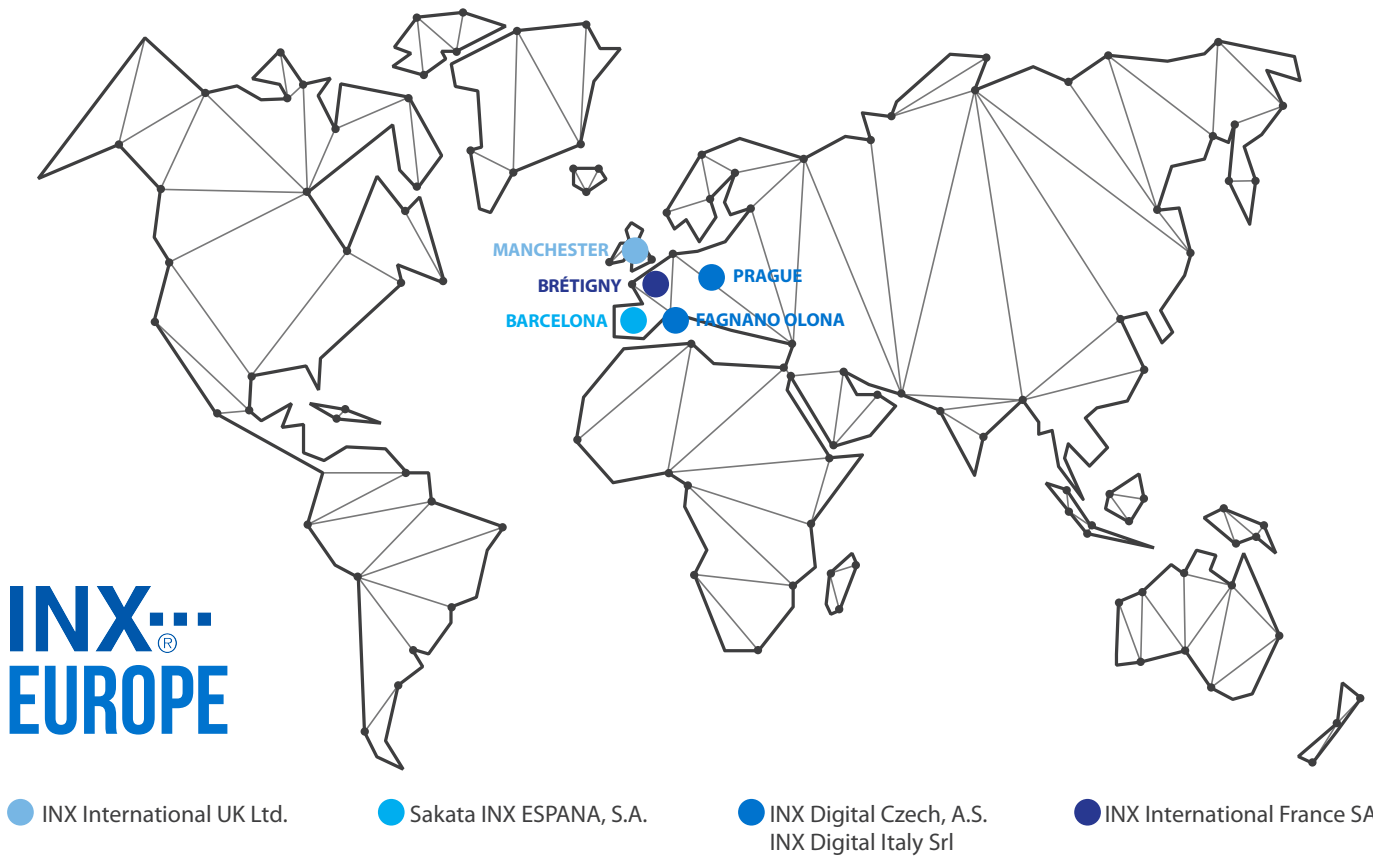 MANCHESTER
BRÉTIGNY
PRAGUE
BARCELONA
FAGNANO OLONA
INX...®
EUROPE
INX International UK Ltd.
Sakata INX ESPANA, S.A.
INX Digital Czech, A.S.
INX Digital Italy Srl
INX International France SA